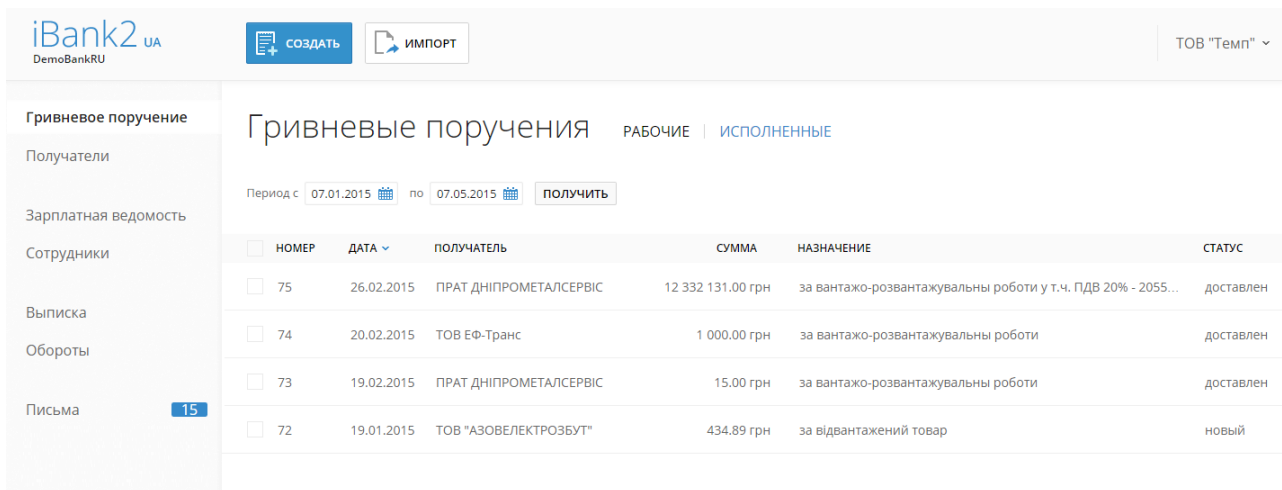 iBank2 UA
DemoBankRU
СОЗДАТЬ
ИМПОРТ
ТОВ "Темп"
Гривневое поручение
Получатели
Зарплатная ведомость
Сотрудники
Выписка
Обороты
Письма 15
Гривневые поручения РАБОЧИЕ ИСПОЛНЕННЫЕ
Период с 07.01.2015 по 07.05.2015 ПОЛУЧИТЬ
НОМЕР ДАТА ПОЛУЧАТЕЛЬ СУММА НАЗНАЧЕНИЕ СТАТУС
75 26.02.2015 ПРАТ ДНІПРОМЕТАЛСЕРВІС 12 332 131.00 грн за вантажо-розвантажувальны роботи у т.ч. ПДВ 20% - 2055... доставлен
74 20.02.2015 ТОВ ЕФ-Транс 1 000.00 грн за вантажо-розвантажувальны роботи доставлен
73 19.02.2015 ПРАТ ДНІПРОМЕТАЛСЕРВІС 15.00 грн за вантажо-розвантажувальны роботи доставлен
72 19.01.2015 ТОВ "АЗОВЕЛЕКТРОЗБУТ" 434.89 грн за відвантажений товар новый